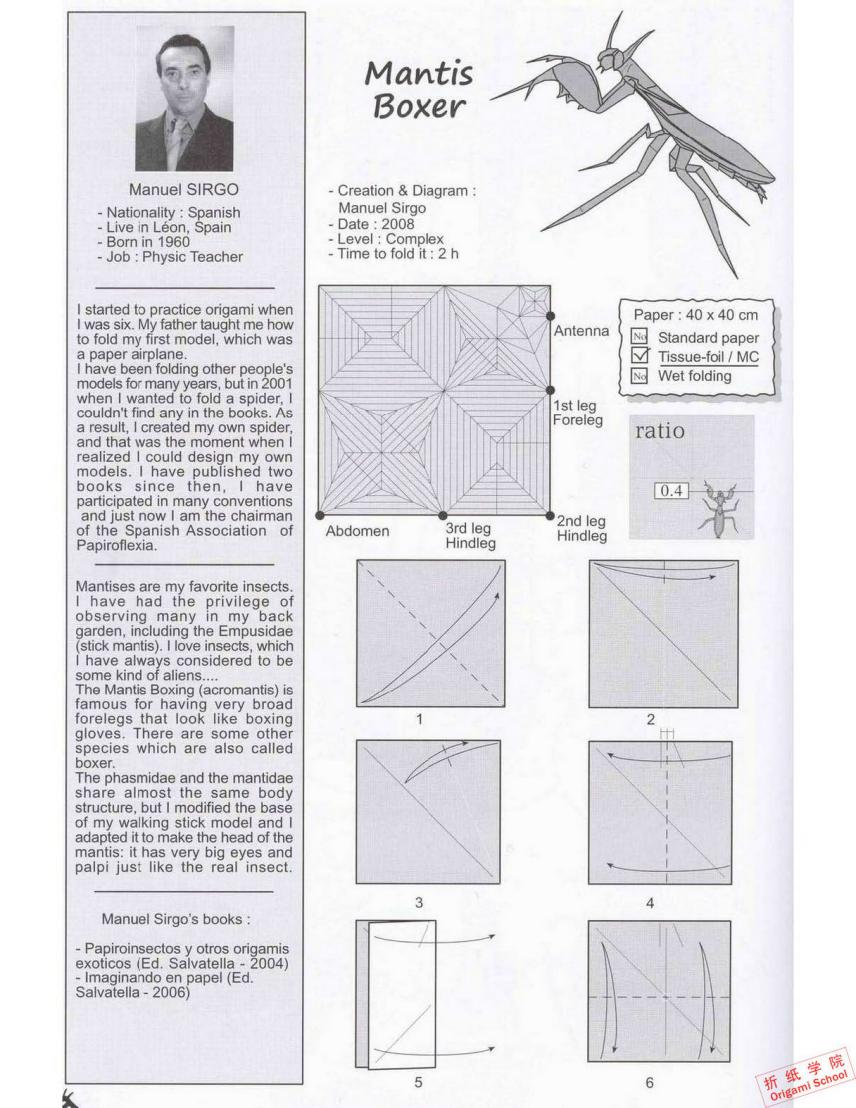 Manuel SIRGO
- Nationality : Spanish
- Live in Léon, Spain
- Born in 1960
- Job : Physic Teacher
I started to practice origami when
I was six. My father taught me how
to fold my first model, which was
a paper airplane.
I have been folding other people's
models for many years, but in 2001
when I wanted to fold a spider, I
couldn't find any in the books. As
a result, I created my own spider,
and that was the moment when I
realized I could design my own
models. I have published two
books since then, I have
participated in many conventions
and just now I am the chairman
of the Spanish Association of
Papiroflexia.
Mantises are my favorite insects.
I have had the privilege of
observing many in my back
garden, including the Empusidae
(stick mantis). I love insects, which
I have always considered to be
some kind of aliens....
The Mantis Boxing (acromantis) is
famous for having very broad
forelegs that look like boxing
gloves. There are some other
species which are also called
boxer.
The phasmidae and the mantidae
share almost the same body
structure, but I modified the base
of my walking stick model and I
adapted it to make the head of the
mantis: it has very big eyes and
palpi just like the real insect.
Manuel Sirgo's books :
- Papiroinsectos y otros origamis
exoticos (Ed. Salvatella - 2004)
- Imaginando en papel (Ed.
Salvatella - 2006)
Mantis
Boxer
- Creation & Diagram :
Manuel Sirgo
- Date : 2008
- Level : Complex
- Time to fold it : 2 h
Antenna
1st leg
Foreleg
Abdomen
3rd leg
Hindleg
2nd leg
Hindleg
Paper : 40 x 40 cm
No Standard paper
Tissue-foil / MC
No Wet folding
ratio
0.4
1
2
3
4
5
6
折纸学院
Origami School